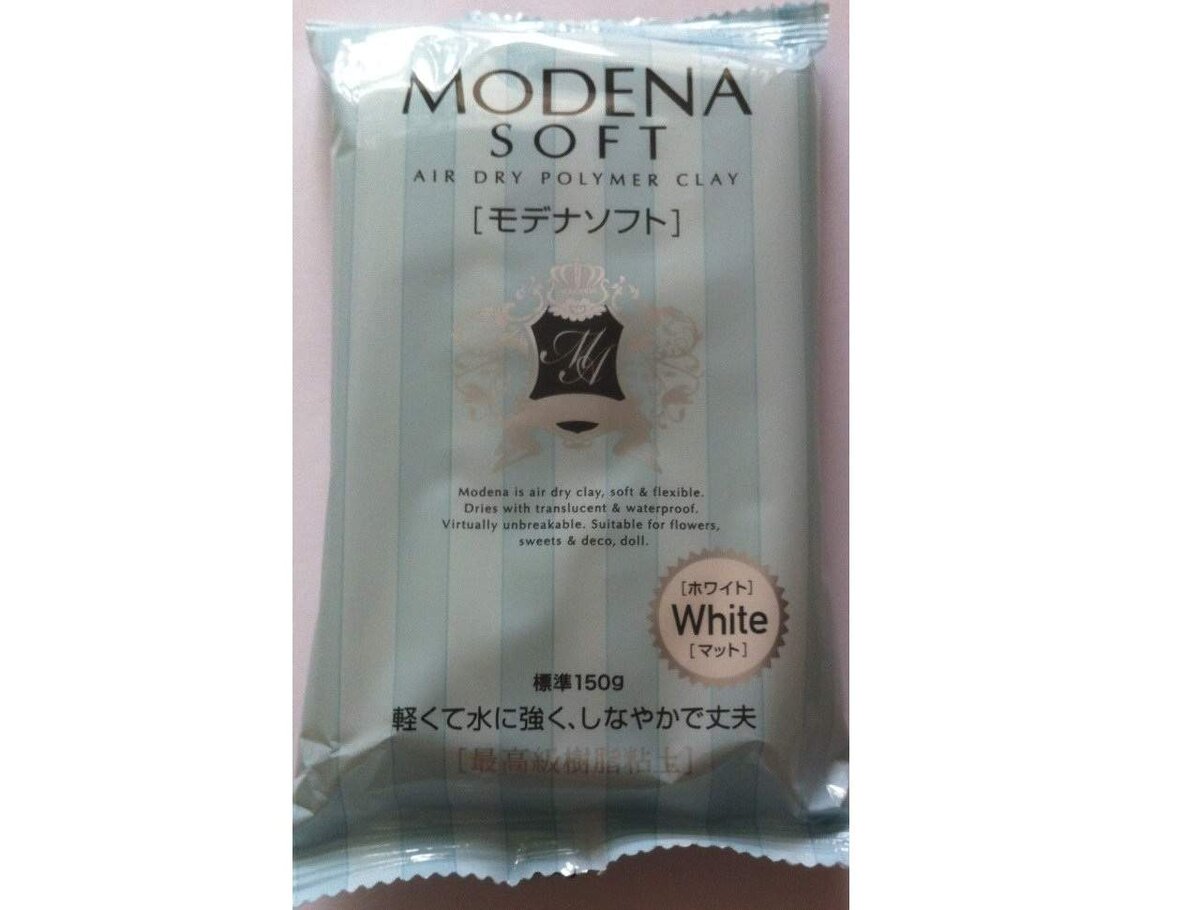 MODENA
SOFT
AIR DRY POLYMER CLAY
[モデナソフト]
MA
Modena is air dry clay, soft & flexible.
Dries with translucent & waterproof.
Virtually unbreakable. Suitable for flowers,
sweets & deco, doll.
[ホワイト]
White
[マット]
標準150g
軽くて水に強く、しなやかで丈夫
[最高級樹脂粘土]